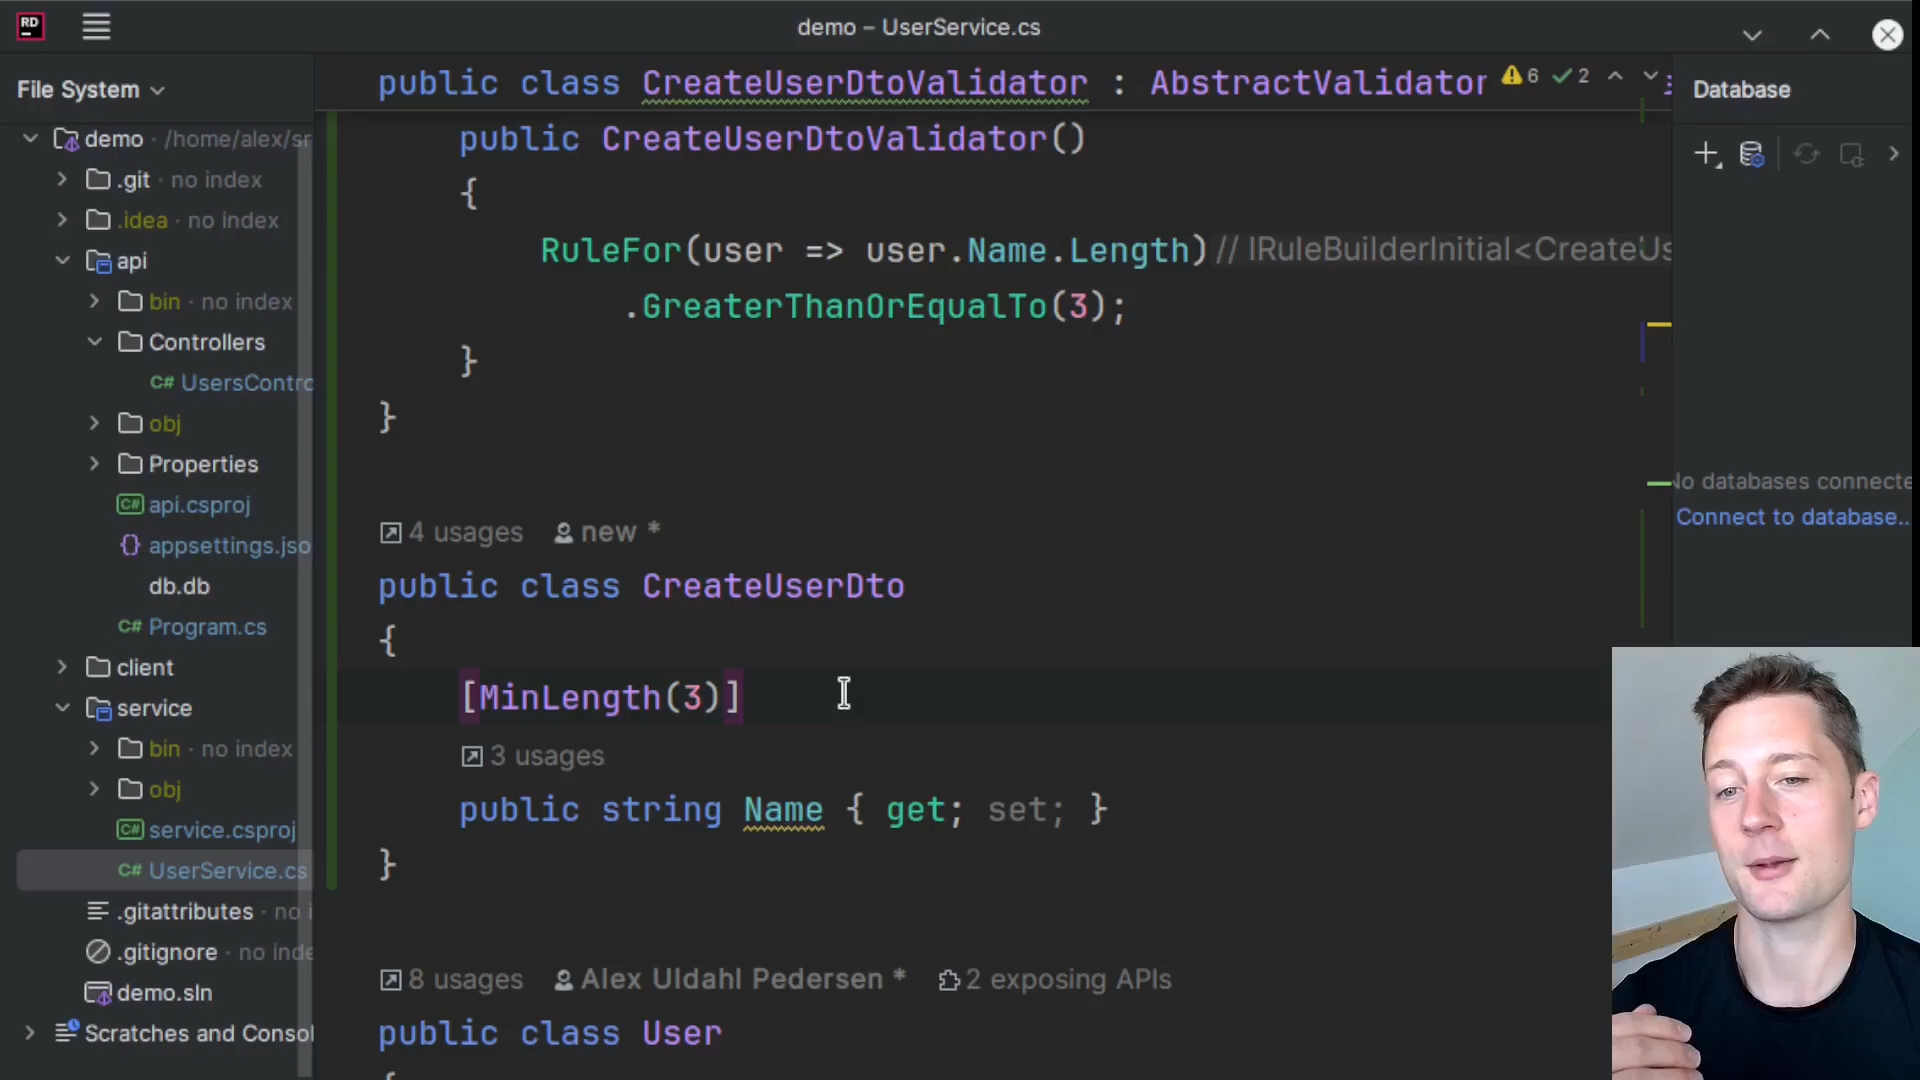 RD
demo – UserService.cs
File System
demo · /home/alex/sr
.git · no index
.idea · no index
api
bin · no index
Controllers
C# UsersContro
obj
Properties
C# api.csproj
{} appsettings.jso
db.db
C# Program.cs
client
service
bin · no index
obj
C# service.csproj
C# UserService.cs
.gitattributes · no i
.gitignore · no inde
demo.sln
Scratches and Consol
public class CreateUserDtoValidator : AbstractValidator
6 2
public CreateUserDtoValidator()
{
RuleFor(user => user.Name.Length) // IRuleBuilderInitial<CreateUs
.GreaterThanOrEqualTo(3);
}
}
4 usages new *
public class CreateUserDto
{
[MinLength(3)]
3 usages
public string Name { get; set; }
}
8 usages Alex Uldahl Pedersen * 2 exposing APIs
public class User
{
Database
No databases connecte
Connect to database..